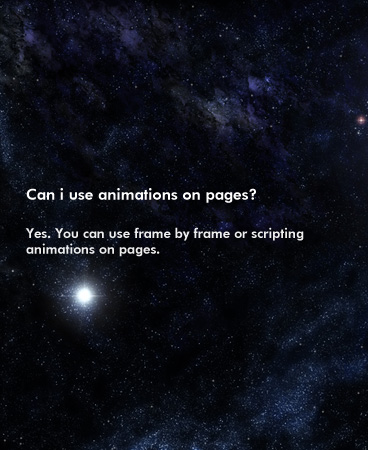 Can i use animations on pages?
Yes. You can use frame by frame or scripting
animations on pages.